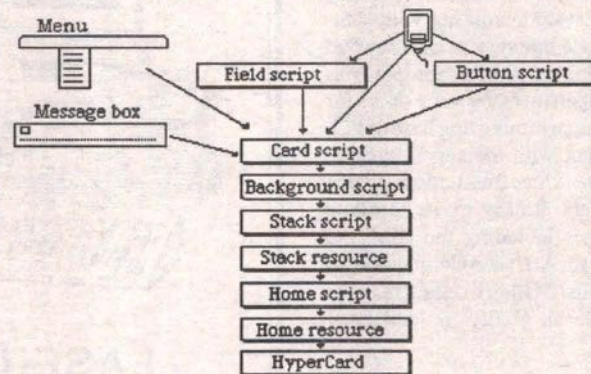 Menu
Field script
Button script
Message box
Card script
Background script
Stack script
Stack resource
Home script
Home resource
HyperCard